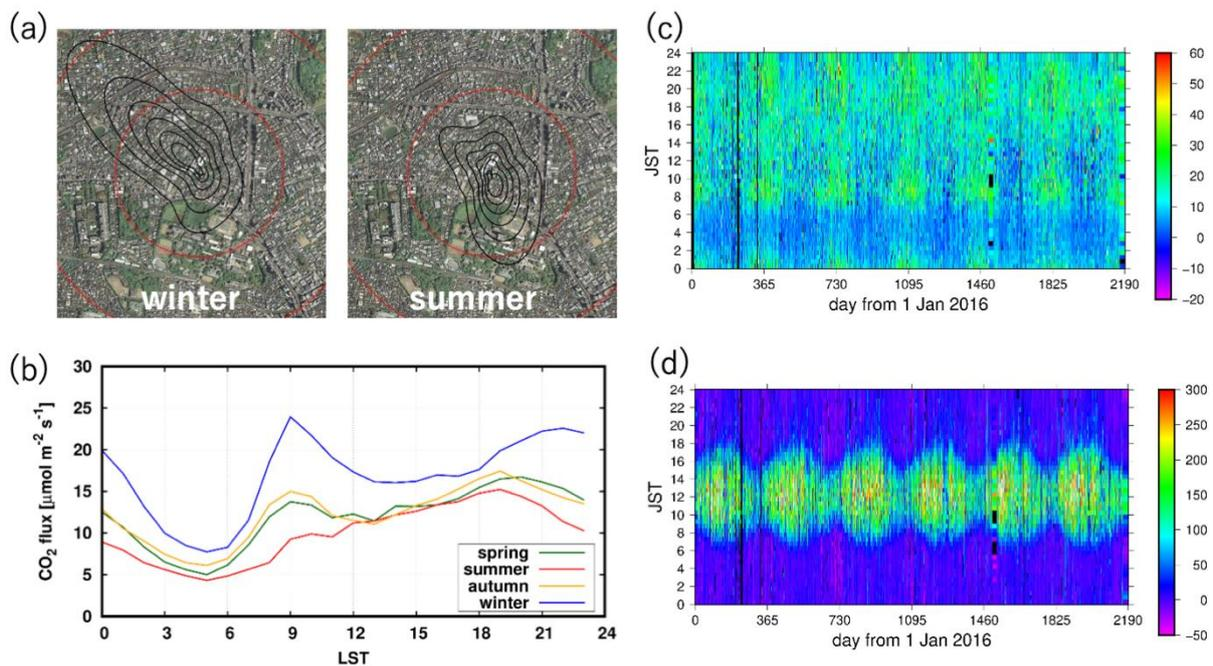 (a)
winter
summer
(b)
30
25
20
15
10
5
0
CO2 flux [μmol m-2 s-1]
0 3 6 9 12 15 18 21 24
LST
spring
summer
autumn
winter
(c)
24
22
20
18
16
14
12
10
8
6
4
2
0
JST
0 365 730 1095 1460 1825 2190
day from 1 Jan 2016
60
50
40
30
20
10
0
−10
−20
(d)
24
22
20
18
16
14
12
10
8
6
4
2
0
JST
0 365 730 1095 1460 1825 2190
day from 1 Jan 2016
300
250
200
150
100
50
0
−50